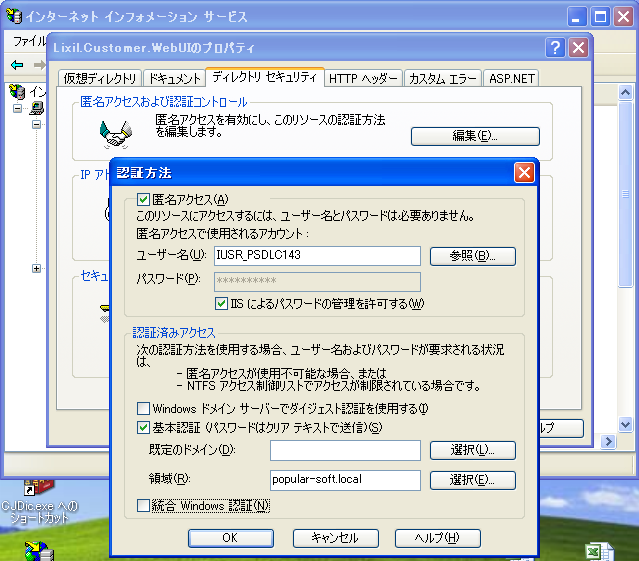 インターネット インフォメーション サービス
ファイル
Lixil.Customer.WebUIのプロパティ
仮想ディレクトリ ドキュメント ディレクトリ セキュリティ HTTP ヘッダー カスタム エラー ASP.NET
匿名アクセスおよび認証コントロール
匿名アクセスを有効にし、このリソースの認証方法
を編集します。
編集(E)...
IP アド
セキュ
認証方法
匿名アクセス(A)
このリソースにアクセスするには、ユーザー名とパスワードは必要ありません。
匿名アクセスで使用されるアカウント:
ユーザー名(U): IUSR_PSDLC143 参照(B)...
パスワード(P): **********
IIS によるパスワードの管理を許可する(W)
認証済みアクセス
次の認証方法を使用する場合、ユーザー名およびパスワードが要求される状況
は、
- 匿名アクセスが使用不可能な場合、または
- NTFS アクセス制御リストでアクセスが制限されている場合です。
Windows ドメイン サーバーでダイジェスト認証を使用する(I)
基本認証 (パスワードはクリア テキストで送信)(S)
既定のドメイン(D): 選択(L)...
領域(R): popular-soft.local 選択(E)...
統合 Windows 認証(N)
OK キャンセル ヘルプ(H)
ルプ
CJDic.exe への
ショートカット